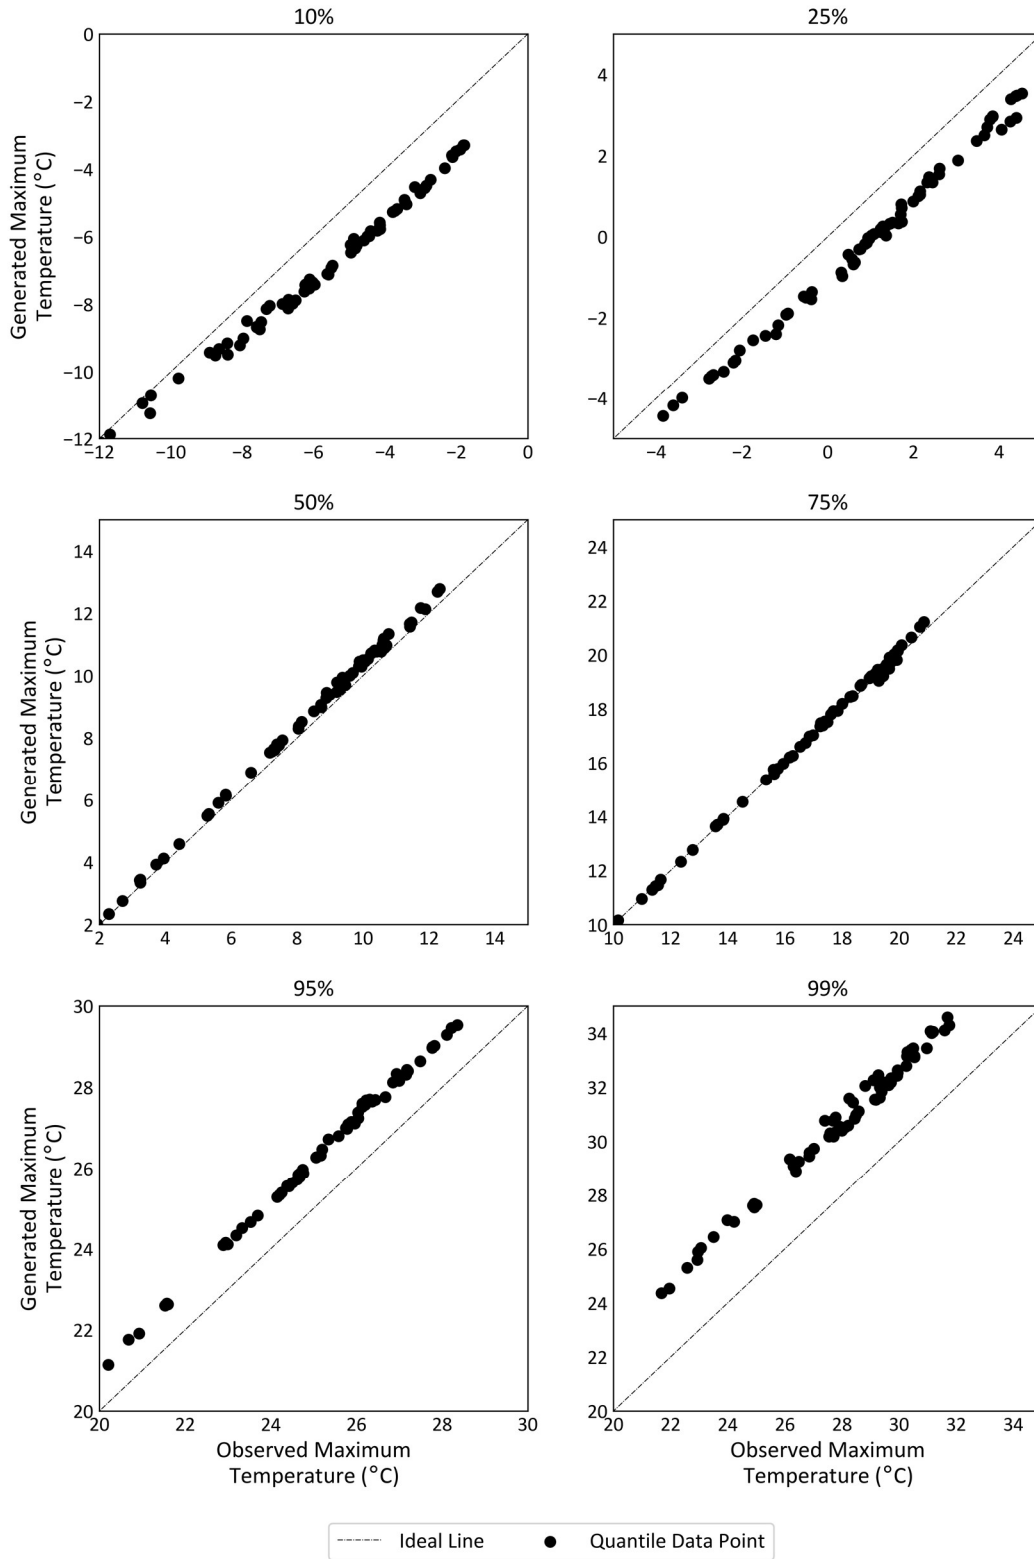 10%
25%
0
−2
−4
−6
−8
−10
−12
Generated Maximum
Temperature (°C)
−12 −10 −8 −6 −4 −2 0
4
2
0
−2
−4
−4 −2 0 2 4
50%
75%
14
12
10
8
6
4
2
Generated Maximum
Temperature (°C)
2 4 6 8 10 12 14
24
22
20
18
16
14
12
10
10 12 14 16 18 20 22 24
95%
99%
30
28
26
24
22
20
Generated Maximum
Temperature (°C)
20 22 24 26 28 30
Observed Maximum
Temperature (°C)
34
32
30
28
26
24
22
20
20 22 24 26 28 30 32 34
Observed Maximum
Temperature (°C)
Ideal Line Quantile Data Point